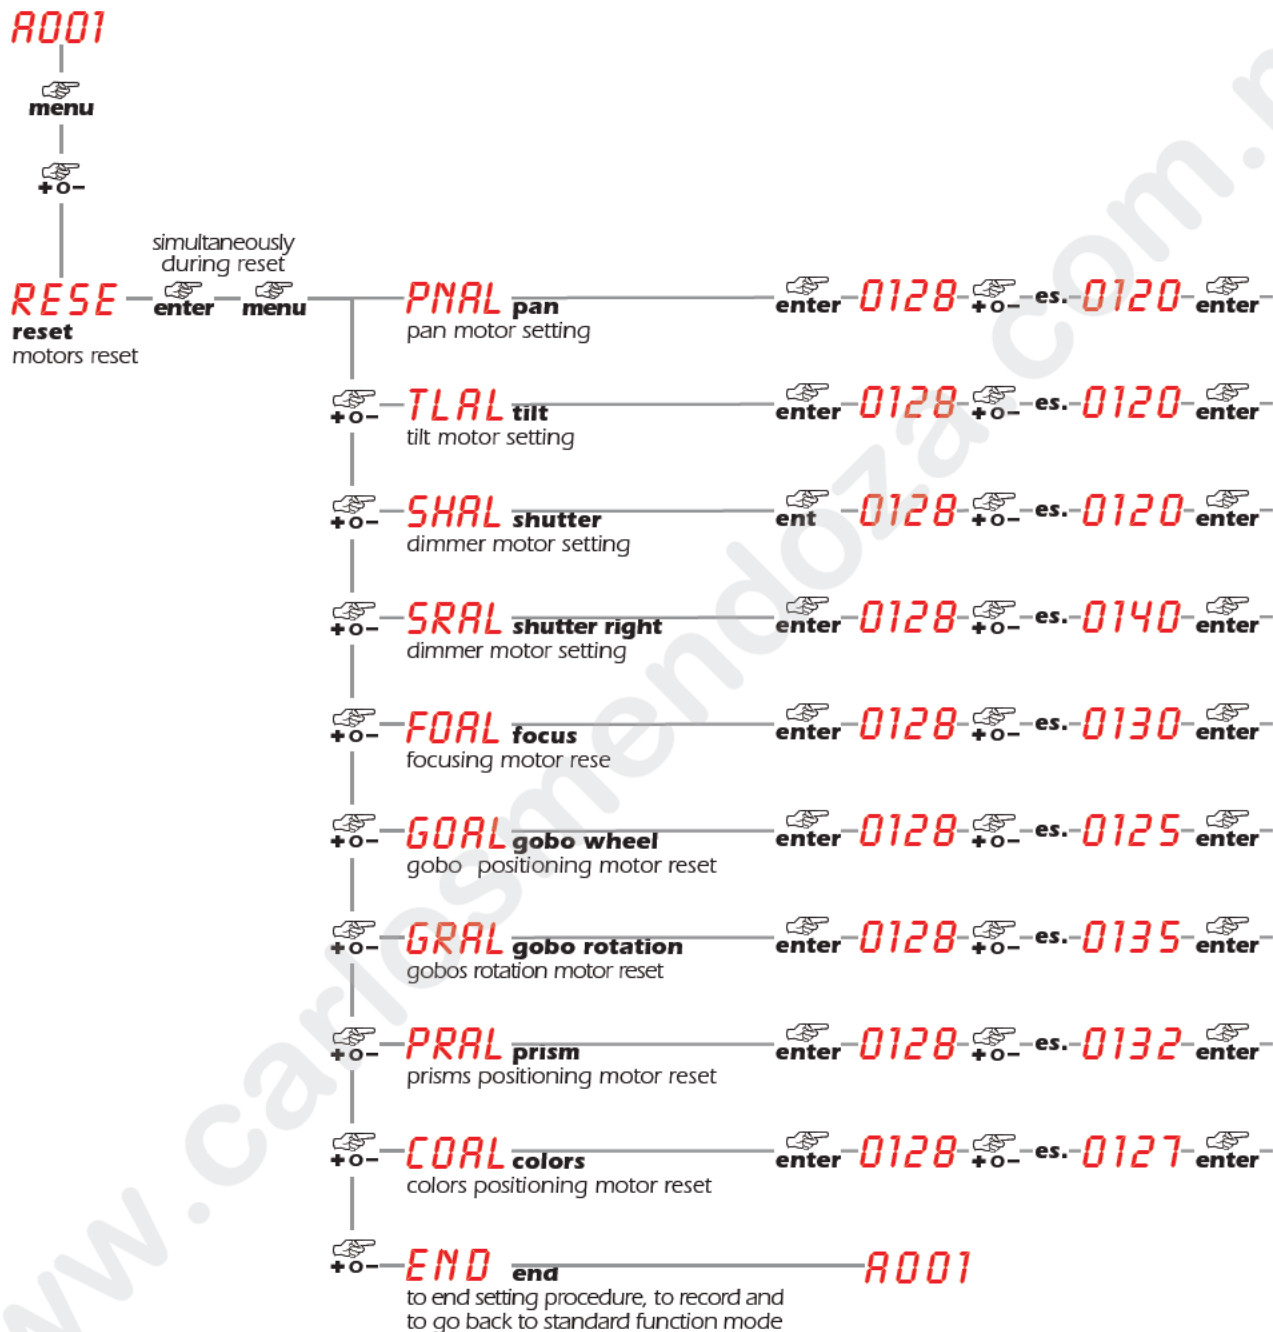 A001
menu
+o-
simultaneously
during reset
RESE enter menu PNAL pan enter 0128 +o- es. 0120 enter
reset
motors reset
pan motor setting
+o- TLAL tilt enter 0128 +o- es. 0120 enter
tilt motor setting
+o- SHAL shutter ent 0128 +o- es. 0120 enter
dimmer motor setting
+o- SRAL shutter right enter 0128 +o- es. 0140 enter
dimmer motor setting
+o- FOAL focus enter 0128 +o- es. 0130 enter
focusing motor rese
+o- GOAL gobo wheel enter 0128 +o- es. 0125 enter
gobo positioning motor reset
+o- GRAL gobo rotation enter 0128 +o- es. 0135 enter
gobos rotation motor reset
+o- PRAL prism enter 0128 +o- es. 0132 enter
prisms positioning motor reset
+o- COAL colors enter 0128 +o- es. 0127 enter
colors positioning motor reset
+o- END end A001
to end setting procedure, to record and
to go back to standard function mode
www.carlosmendoza.com.